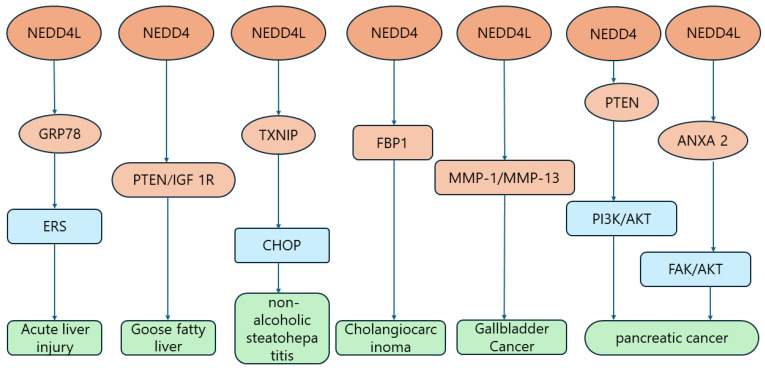 NEDD4L
NEDD4
NEDD4L
NEDD4
NEDD4L
NEDD4
NEDD4L
GRP78
TXNIP
FBP1
PTEN
ANXA 2
PTEN/IGF 1R
MMP-1/MMP-13
ERS
CHOP
PI3K/AKT
FAK/AKT
Acute liver
injury
Goose fatty
liver
non-
alcoholic
steatohepa
titis
Cholangiocarc
inoma
Gallbladder
Cancer
pancreatic cancer